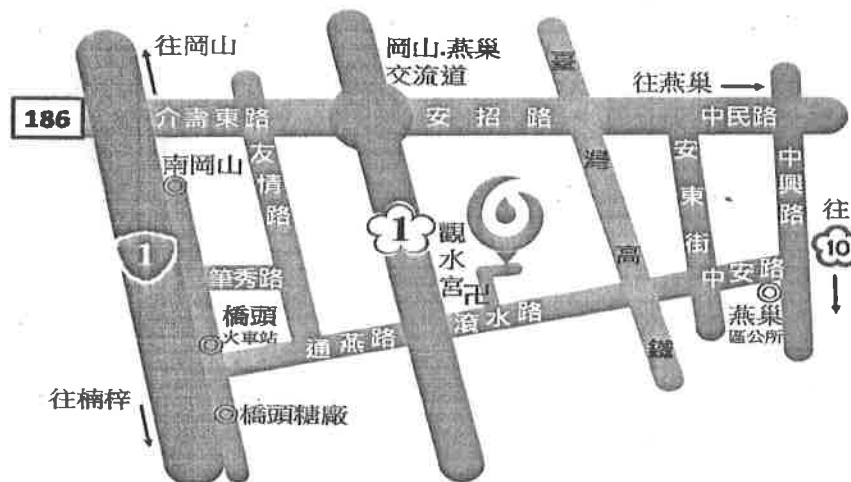 往岡山
岡山.燕巢
交流道
往燕巢
186
介壽東路
安招路
中民路
臺灣高鐵
南岡山
友情路
安東街
中興路
往
10
1
1
觀水宮
卍
筆秀路
中安路
橋頭
火車站
通燕路
滾水路
燕巢
區公所
往楠梓
橋頭糖廠